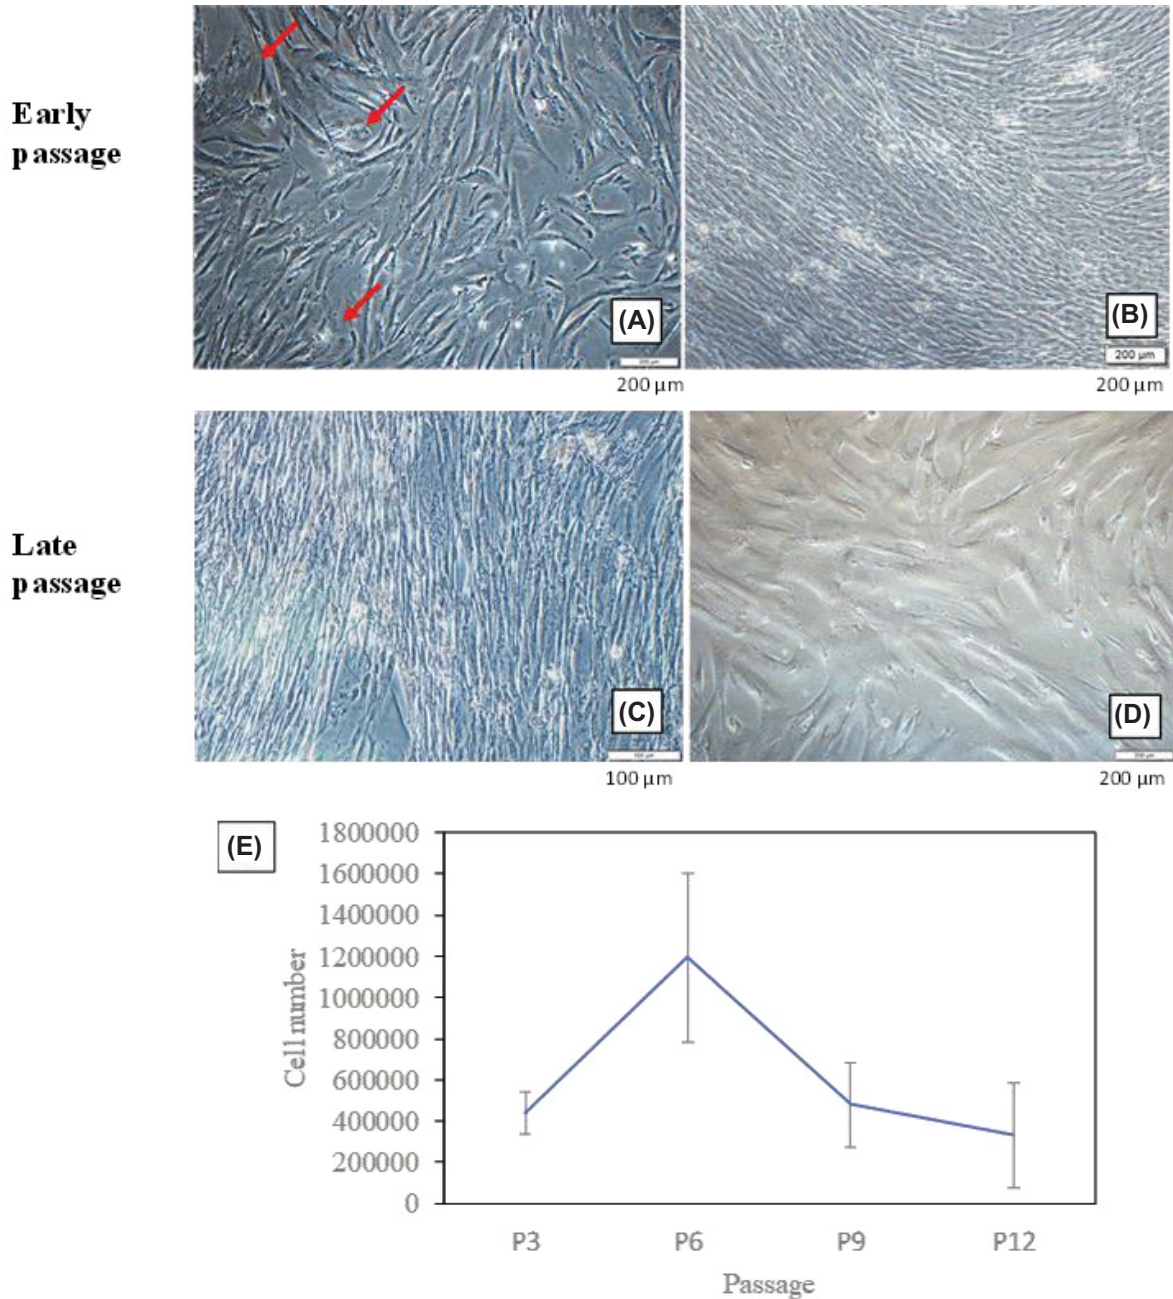 Early
passage
(A)
(B)
200 μm
200 μm
200 μm
Late
passage
(C)
(D)
100 μm
200 μm
(E)
1800000
1600000
1400000
1200000
1000000
800000
600000
400000
200000
0
Cell number
P3 P6 P9 P12
Passage